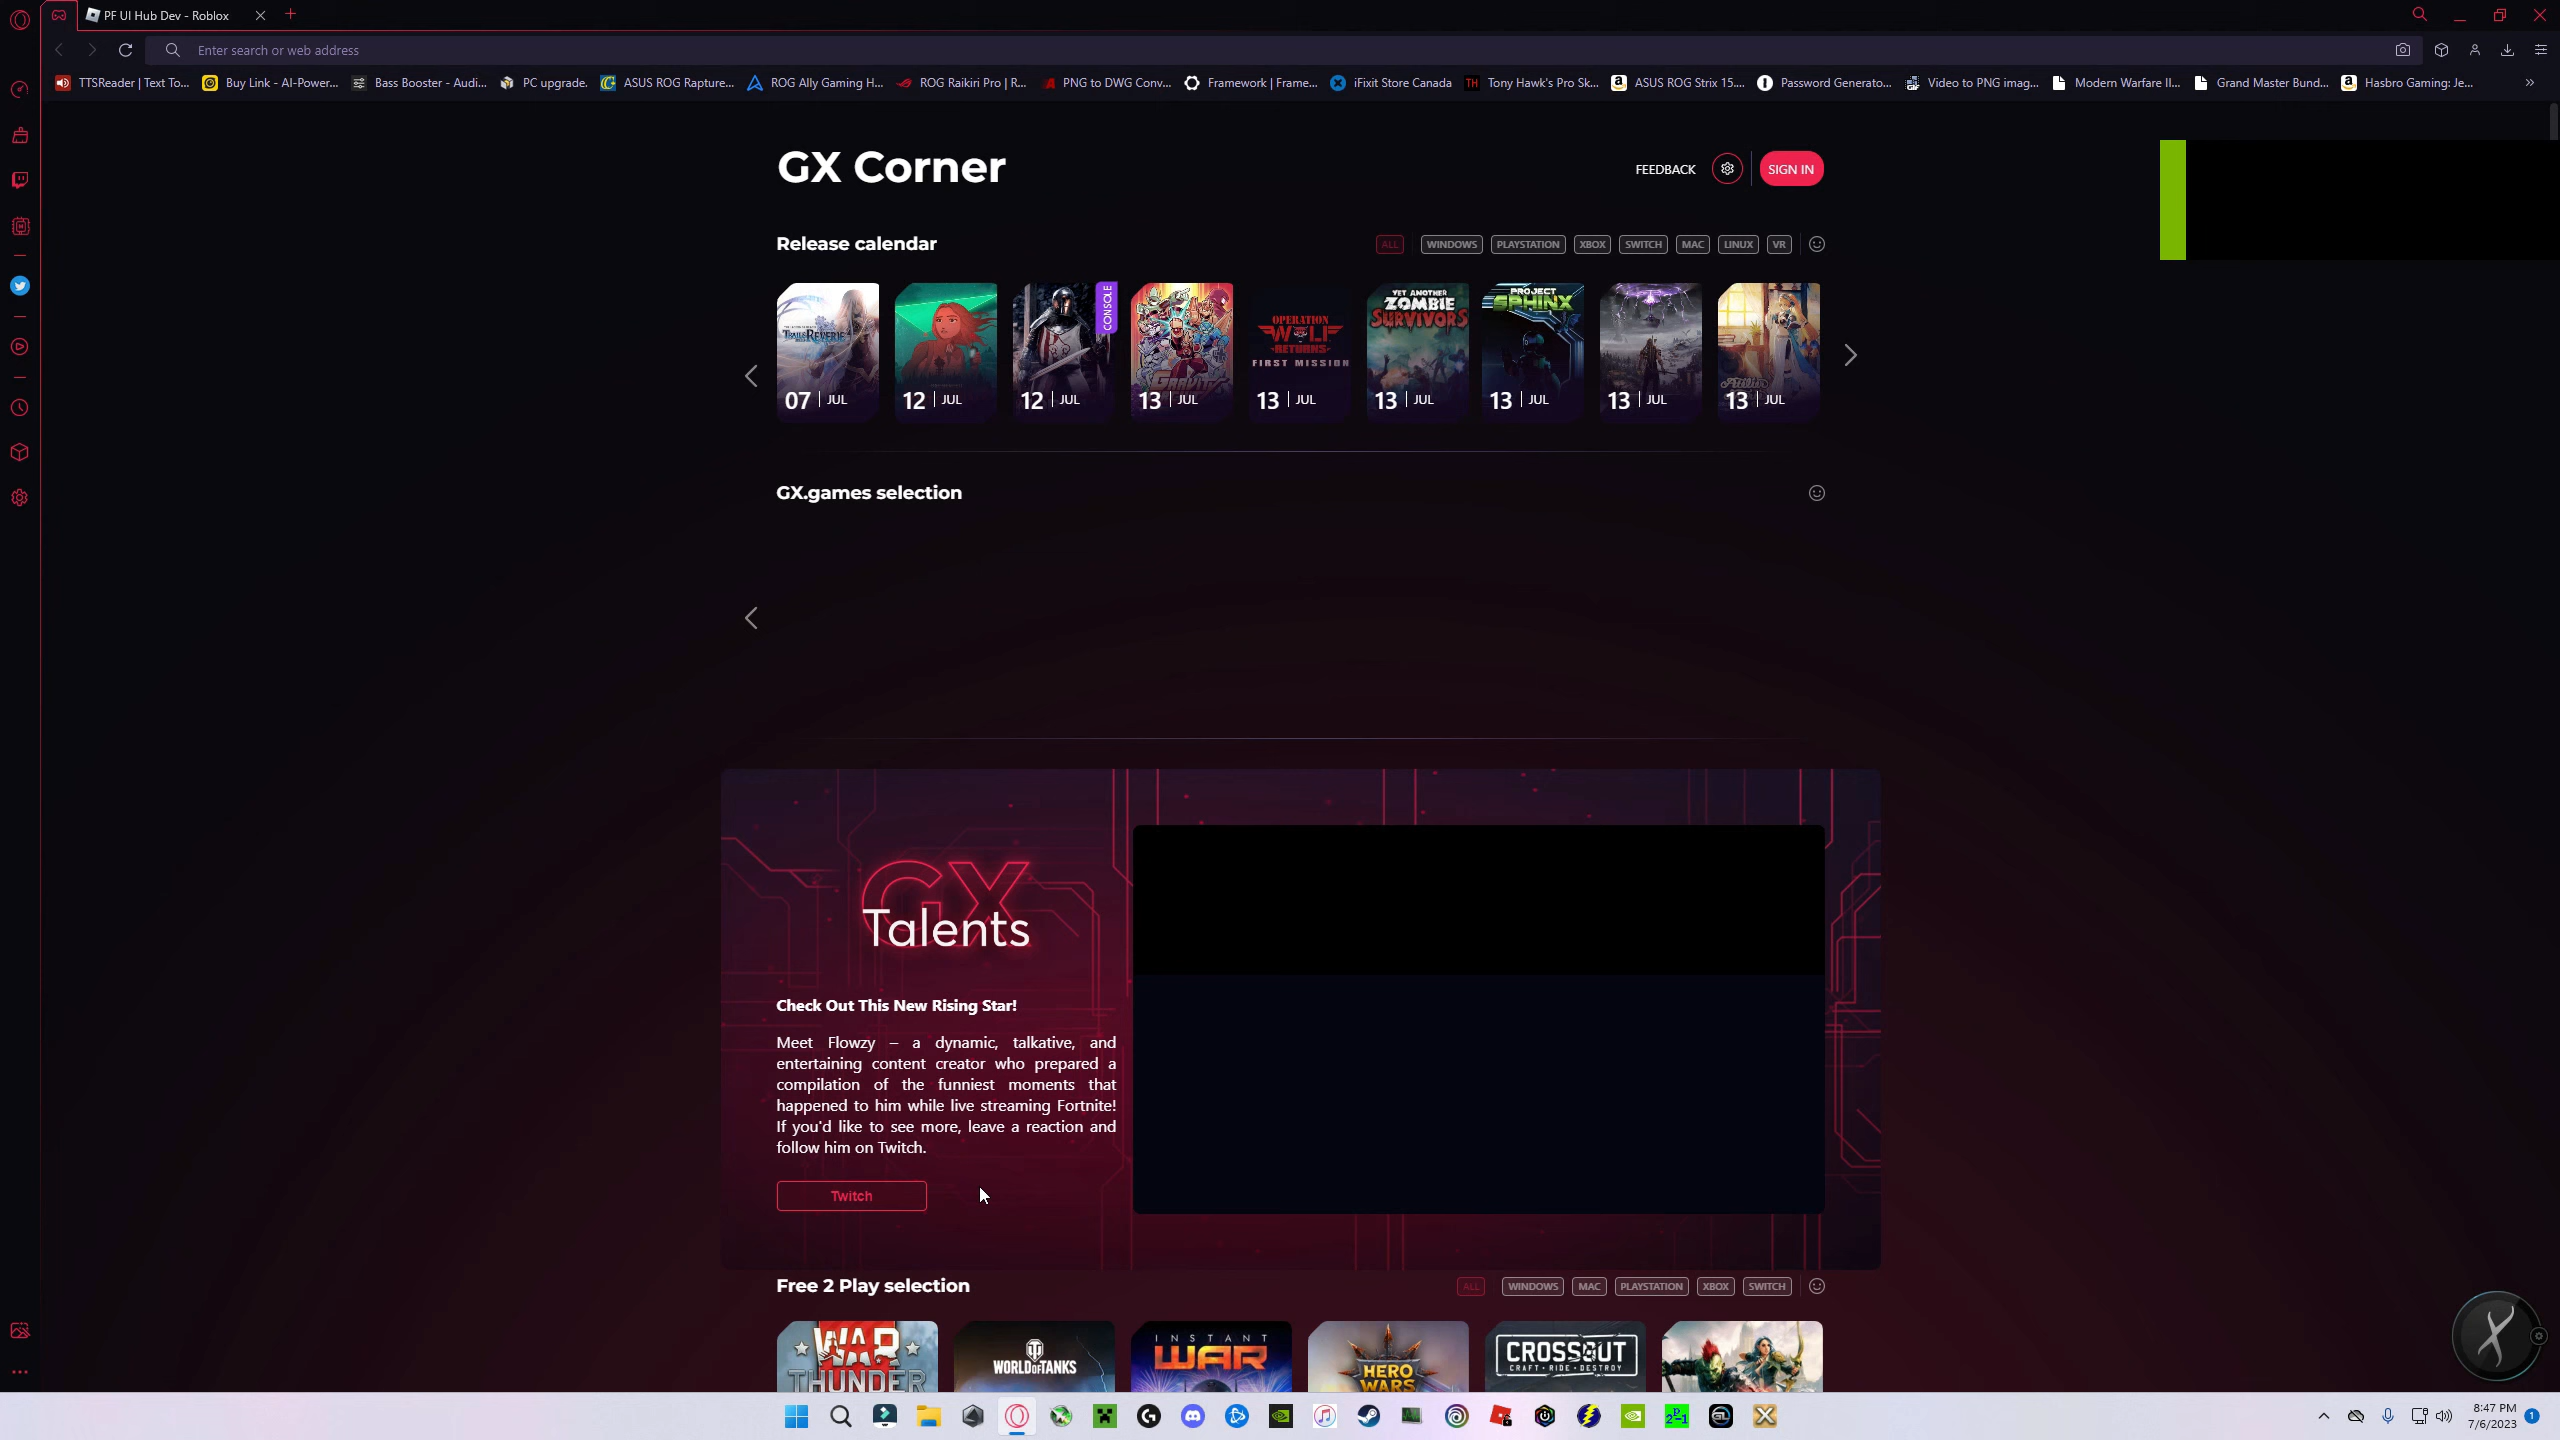 PF UI Hub Dev - Roblox
Enter search or web address
TTSReader | Text To...
Buy Link - AI-Power...
Bass Booster - Audi...
PC upgrade.
ASUS ROG Rapture...
ROG Ally Gaming H...
ROG Raikiri Pro | R...
PNG to DWG Conv...
Framework | Frame...
iFixit Store Canada
TH
Tony Hawk's Pro Sk...
ASUS ROG Strix 15....
Password Generato...
Video to PNG imag...
Modern Warfare II...
Grand Master Bund...
Hasbro Gaming: Je...
GX Corner
FEEDBACK
SIGN IN
Release calendar
ALL
WINDOWS
PLAYSTATION
XBOX
SWITCH
MAC
LINUX
VR
CONSOLE
OPERATION
WOLF
RETURNS
FIRST MISSION
YET ANOTHER
ZOMBIE
SURVIVORS
PROJECT
SPHINX
07 | JUL
12 | JUL
12 | JUL
13 | JUL
13 | JUL
13 | JUL
13 | JUL
13 | JUL
13 | JUL
GX.games selection
GX
Talents
Check Out This New Rising Star!
Meet Flowzy – a dynamic, talkative, and
entertaining content creator who prepared a
compilation of the funniest moments that
happened to him while live streaming Fortnite!
If you'd like to see more, leave a reaction and
follow him on Twitch.
Twitch
Free 2 Play selection
ALL
WINDOWS
MAC
PLAYSTATION
XBOX
SWITCH
WAR
THUNDER
WORLD OF TANKS
INSTANT
WAR
HERO
WARS
CROSSOUT
CRAFT • RIDE • DESTROY
8:47 PM
7/6/2023
1